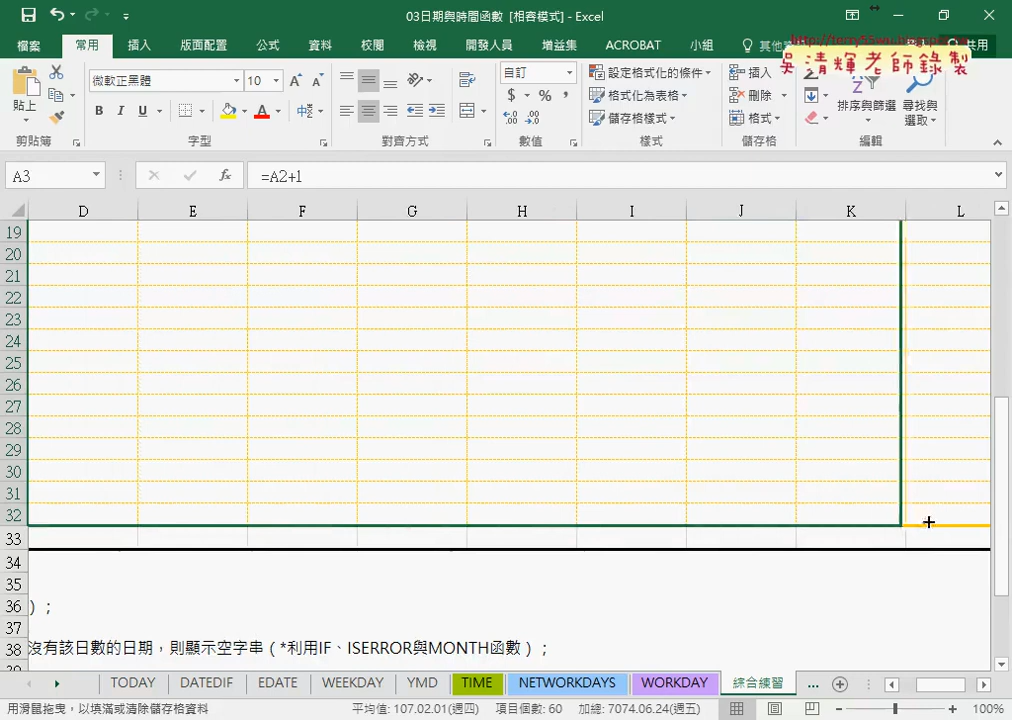 03日期與時間函數 [相容模式] - Excel
檔案 常用 插入 版面配置 公式 資料 校閱 檢視 開發人員 增益集 ACROBAT 小組 其他 共用
吳清輝老師錄製
微軟正黑體 10 自訂 設定格式化的條件 插入
貼上 B I U A 中 $ % , 格式化為表格 刪除 排序與篩選 尋找與選取
儲存格樣式 格式
剪貼簿 字型 對齊方式 數值 樣式 儲存格 編輯
A3 fx =A2+1
D E F G H I J K L
19
20
21
22
23
24
25
26
27
28
29
30
31
32
33
34
35
36 ）；
37
38 沒有該日數的日期，則顯示空字串（*利用IF、ISERROR與MONTH函數）；
TODAY DATEDIF EDATE WEEKDAY YMD TIME NETWORKDAYS WORKDAY 綜合練習 ...
用滑鼠拖曳，以填滿或清除儲存格資料 平均值: 107.02.01(週四) 項目個數: 60 加總: 7074.06.24(週五) 100%